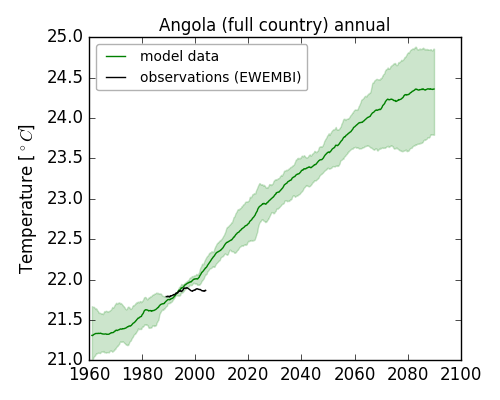 Angola (full country) annual
model data
observations (EWEMBI)
Temperature [°C]
25.0
24.5
24.0
23.5
23.0
22.5
22.0
21.5
21.0
1960 1980 2000 2020 2040 2060 2080 2100